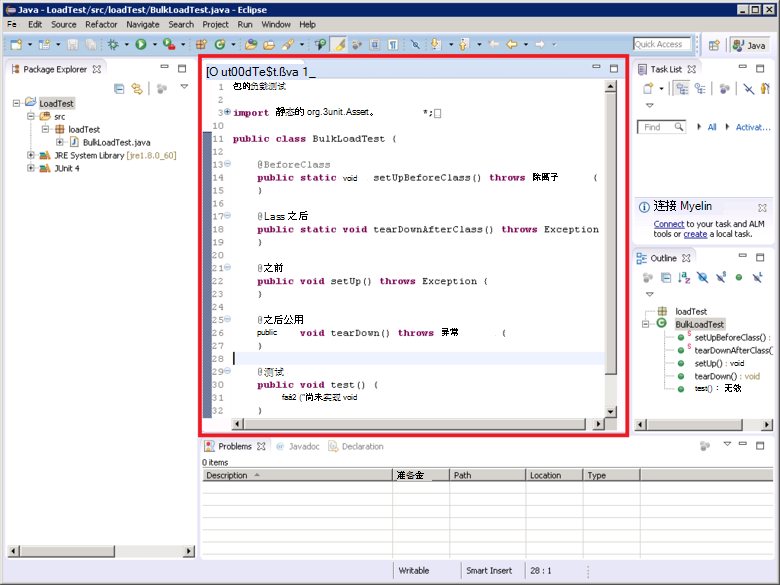 Java - LoadTest/src/loadTest/BulkLoadTest.java - Eclipse
Edit Source Refactor Navigate Search Project Run Window Help
Quick Access
Java
Package Explorer
LoadTest
src
loadTest
BulkLoadTest.java
JRE System Library [jre1.8.0_60]
JUnit 4
[O ut00dTe$t.ßva 1_
1 包的负载测试
2
3 import 静态的 org.3unit.Assert。 *;
10
11 public class BulkLoadTest {
12
13 @BeforeClass
14 public static void setUpBeforeClass() throws 除图子 (
15 )
16
17 @Lass 之后
18 public static void tearDownAfterClass() throws Exception
19 )
20
21 @之前
22 public void setUp() throws Exception (
23 )
24
25 @之后公用
26 public void tearDown() throws 异常 (
27 )
28
29 @测试
30 public void test() (
31 faä2 ("尚未实现 void
32 )
Task List
Find
All
Activat...
连接 Myelin
Connect to your task and ALM
tools or create a local task.
Outline
loadTest
BulkLoadTest
setUpBeforeClass() :
tearDownAfterClass(
setUp() : void
tearDown() : void
test() : 无效
Problems
Javadoc
Declaration
0 items
Description
准备金
Path
Location
Type
Writable
Smart Insert
28 : 1